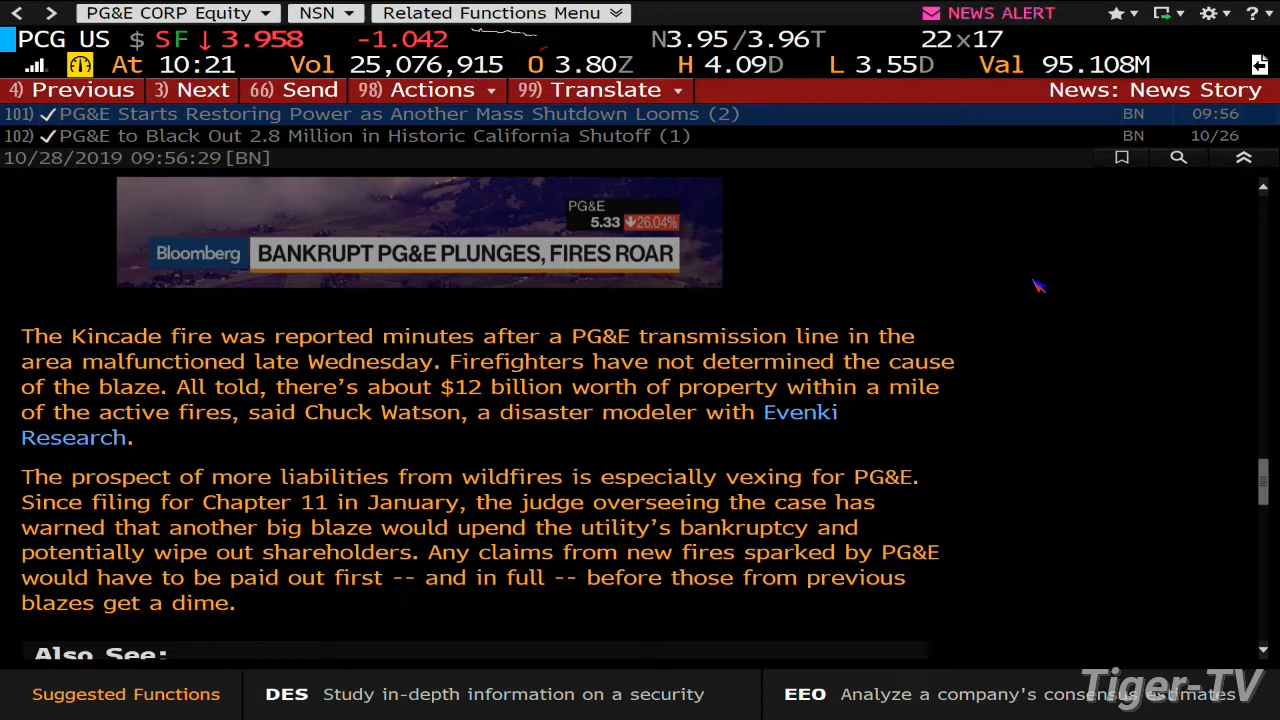 PG&E CORP Equity NSN Related Functions Menu NEWS ALERT
PCG US $ SF ↓ 3.958 -1.042 N3.95/3.96T 22x17
At 10:21 Vol 25,076,915 O 3.80Z H 4.09D L 3.55D Val 95.108M
4) Previous 3) Next 66) Send 98) Actions 99) Translate News: News Story
101) PG&E Starts Restoring Power as Another Mass Shutdown Looms (2) BN 09:56
102) PG&E to Black Out 2.8 Million in Historic California Shutoff (1) BN 10/26
10/28/2019 09:56:29 [BN]
PG&E
5.33 ↓26.04%
Bloomberg BANKRUPT PG&E PLUNGES, FIRES ROAR
The Kincade fire was reported minutes after a PG&E transmission line in the
area malfunctioned late Wednesday. Firefighters have not determined the cause
of the blaze. All told, there's about $12 billion worth of property within a mile
of the active fires, said Chuck Watson, a disaster modeler with Evenki
Research.
The prospect of more liabilities from wildfires is especially vexing for PG&E.
Since filing for Chapter 11 in January, the judge overseeing the case has
warned that another big blaze would upend the utility's bankruptcy and
potentially wipe out shareholders. Any claims from new fires sparked by PG&E
would have to be paid out first -- and in full -- before those from previous
blazes get a dime.
Also See:
Suggested Functions DES Study in-depth information on a security EEO Analyze a company's consensus estimates
Tiger-TV